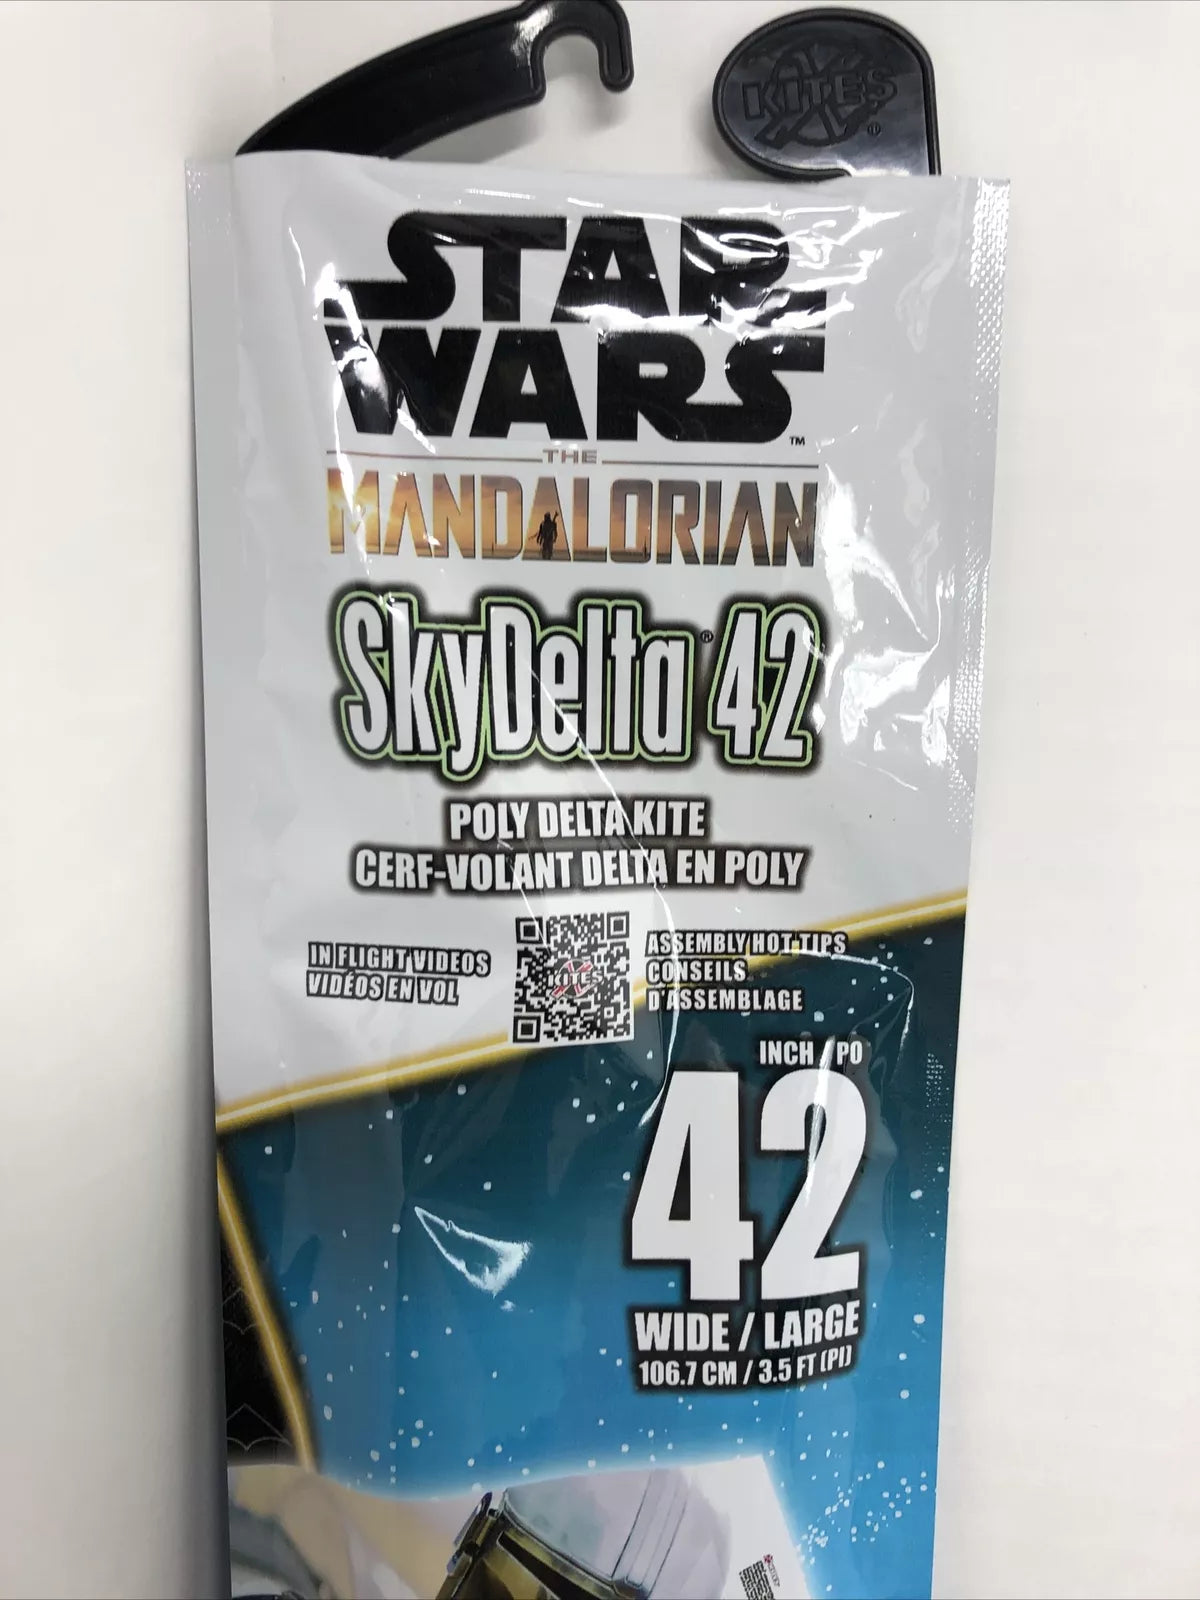 KITES
®
STAR
WARS
™
THE
MANDALORIAN
SkyDelta® 42
POLY DELTA KITE
CERF-VOLANT DELTA EN POLY
IN FLIGHT VIDEOS
VIDÉOS EN VOL
KITES
ASSEMBLY HOT TIPS
CONSEILS
D'ASSEMBLAGE
INCH / PO
42
WIDE / LARGE
106.7 CM / 3.5 FT (PI)